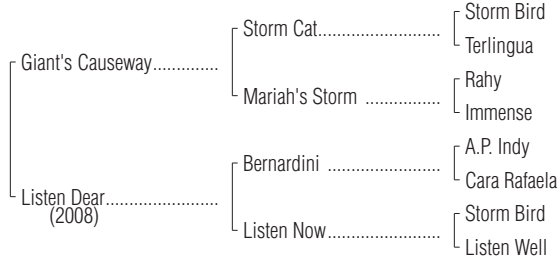 Storm Bird
Storm Cat..............................
Terlingua
Giant's Causeway...............
Rahy
Mariah's Storm ..................
Immense
A.P. Indy
Bernardini ...........................
Cara Rafaela
Listen Dear..........................
(2008)
Storm Bird
Listen Now...........................
Listen Well